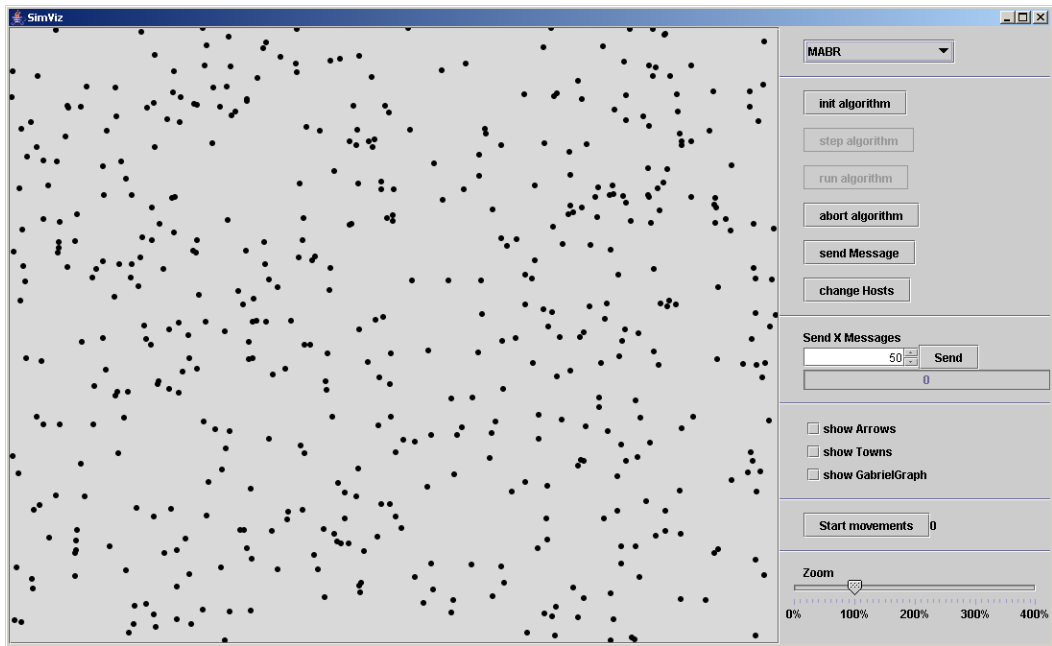 SimViz
MABR
init algorithm
step algorithm
run algorithm
abort algorithm
send Message
change Hosts
Send X Messages
50 Send
0
show Arrows
show Towns
show GabrielGraph
Start movements 0
Zoom
0% 100% 200% 300% 400%